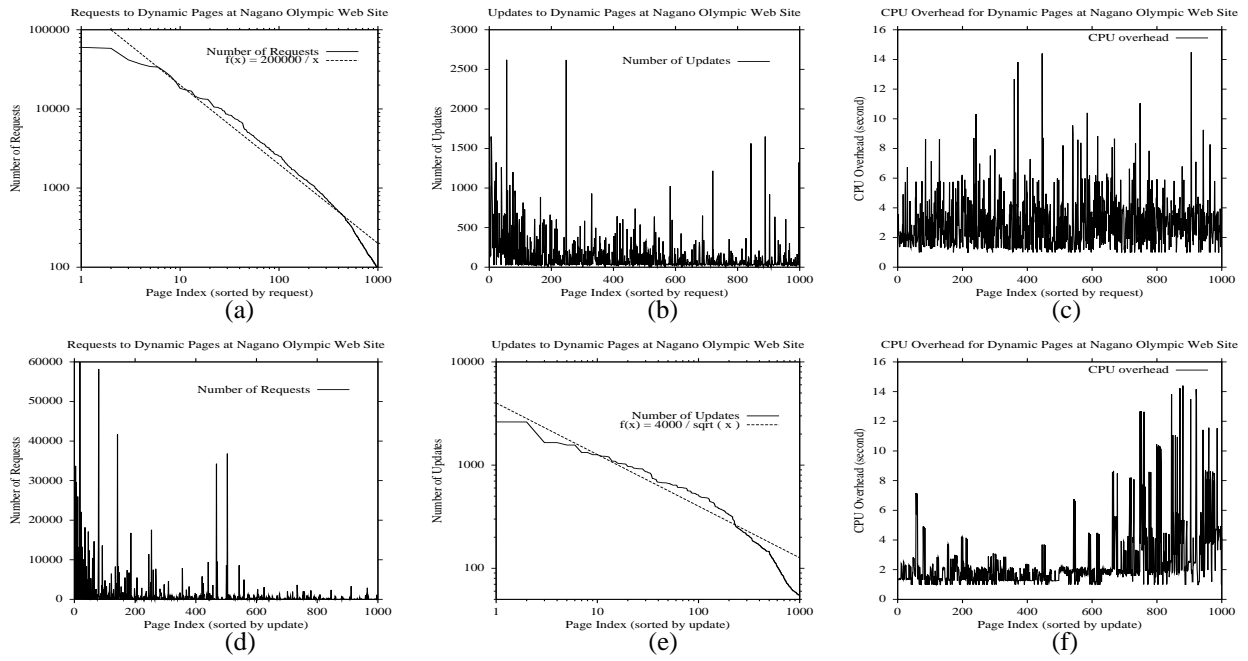 Requests to Dynamic Pages at Nagano Olympic Web Site
100000
10000
1000
100
1
10
100
1000
Number of Requests
Number of Requests
f(x) = 200000 / x
Page Index (sorted by request)
(a)
Updates to Dynamic Pages at Nagano Olympic Web Site
3000
2500
2000
1500
1000
500
0
0
200
400
600
800
1000
Number of Updates
Number of Updates
Page Index (sorted by request)
(b)
CPU Overhead for Dynamic Pages at Nagano Olympic Web Site
16
14
12
10
8
6
4
2
0
0
200
400
600
800
1000
CPU Overhead (second)
CPU overhead
Page Index (sorted by request)
(c)
Requests to Dynamic Pages at Nagano Olympic Web Site
60000
50000
40000
30000
20000
10000
0
0
200
400
600
800
1000
Number of Requests
Number of Requests
Page Index (sorted by update)
(d)
Updates to Dynamic Pages at Nagano Olympic Web Site
10000
1000
100
1
10
100
1000
Number of Updates
Number of Updates
f(x) = 4000 / sqrt ( x )
Page Index (sorted by update)
(e)
CPU Overhead for Dynamic Pages at Nagano Olympic Web Site
16
14
12
10
8
6
4
2
0
0
200
400
600
800
1000
CPU Overhead (second)
CPU overhead
Page Index (sorted by update)
(f)